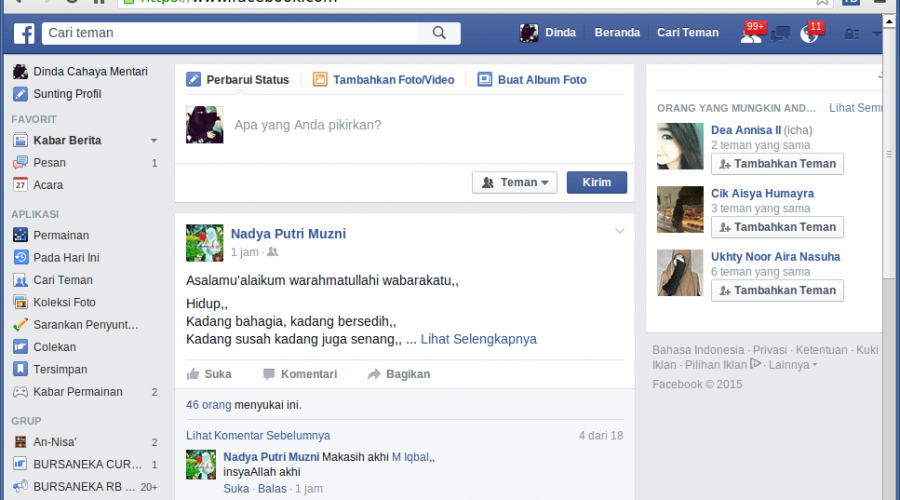 https://www.facebook.com
f
Cari teman
Dinda
Beranda
Cari Teman
99+
11
Dinda Cahaya Mentari
Sunting Profil
FAVORIT
Kabar Berita
Pesan 1
27 Acara
APLIKASI
Permainan
Pada Hari Ini
Cari Teman
Koleksi Foto
Sarankan Penyunt...
Colekan
Tersimpan
Kabar Permainan 2
GRUP
An-Nisa' 2
BURSANEKA CUR... 1
BURSANEKA RB ... 20+
Perbarui Status
Tambahkan Foto/Video
Buat Album Foto
Apa yang Anda pikirkan?
Teman
Kirim
Nadya Putri Muzni
1 jam ·
Asalamu'alaikum warahmatullahi wabarakatu,,
Hidup,,
Kadang bahagia, kadang bersedih,,
Kadang susah kadang juga senang,, ... Lihat Selengkapnya
Suka
Komentari
Bagikan
46 orang menyukai ini.
Lihat Komentar Sebelumnya
4 dari 18
Nadya Putri Muzni Makasih akhi M Iqbal,,
insyaAllah akhi
Suka · Balas · 1 jam
ORANG YANG MUNGKIN AND...
Lihat Semu
Dea Annisa II (icha)
2 teman yang sama
Tambahkan Teman
Cik Aisya Humayra
3 teman yang sama
Tambahkan Teman
Ukhty Noor Aira Nasuha
6 teman yang sama
Tambahkan Teman
Bahasa Indonesia · Privasi · Ketentuan · Kuki
Iklan · Pilihan Iklan · Lainnya
Facebook © 2015